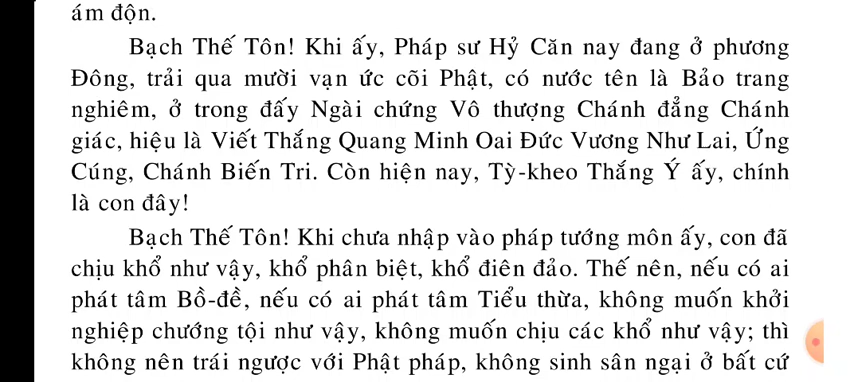 ám độn.
Bạch Thế Tôn! Khi ấy, Pháp sư Hỷ Căn nay đang ở phương
Đông, trải qua mười vạn ức cõi Phật, có nước tên là Bảo trang
nghiêm, ở trong đấy Ngài chứng Vô thượng Chánh đẳng Chánh
giác, hiệu là Viết Thắng Quang Minh Oai Đức Vương Như Lai, Ứng
Cúng, Chánh Biến Tri. Còn hiện nay, Tỳ-kheo Thắng Ý ấy, chính
là con đây!
Bạch Thế Tôn! Khi chưa nhập vào pháp tướng môn ấy, con đã
chịu khổ như vậy, khổ phân biệt, khổ điên đảo. Thế nên, nếu có ai
phát tâm Bồ-đề, nếu có ai phát tâm Tiểu thừa, không muốn khởi
nghiệp chướng tội như vậy, không muốn chịu các khổ như vậy; thì
không nên trái ngược với Phật pháp, không sinh sân ngại ở bất cứ